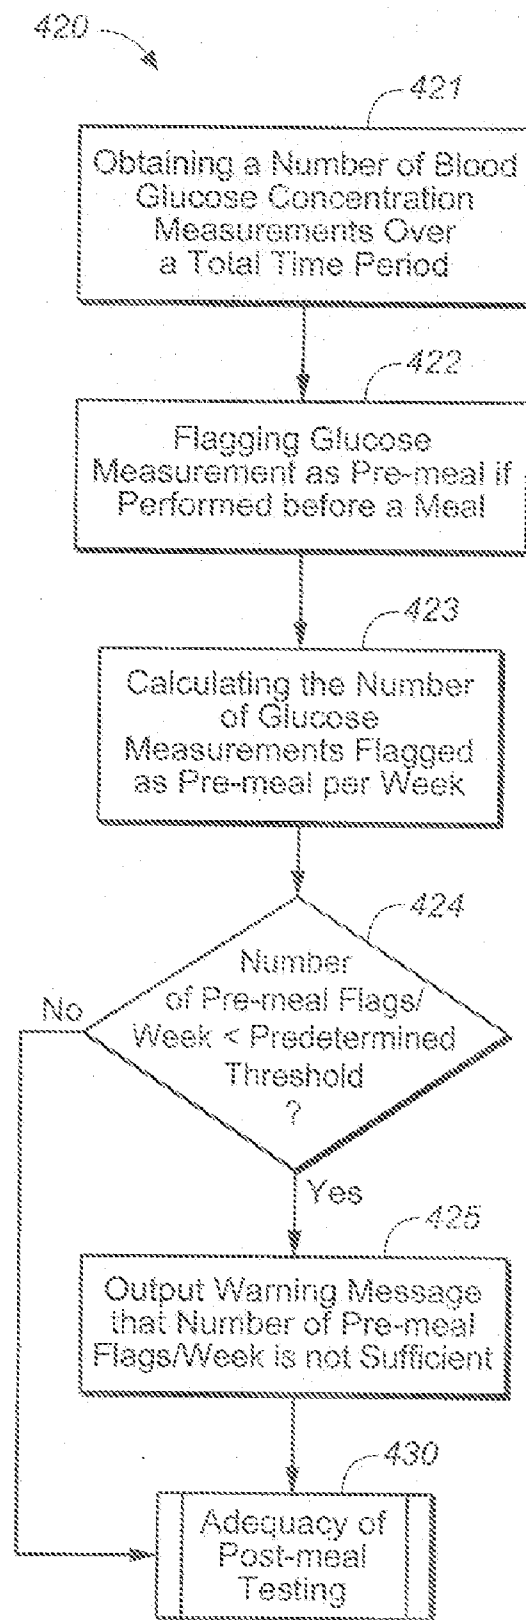 420
421
Obtaining a Number of Blood
Glucose Concentration
Measurements Over
a Total Time Period
422
Flagging Glucose
Measurement as Pre-meal if
Performed before a Meal
423
Calculating the Number
of Glucose
Measurements Flagged
as Pre-meal per Week
424
Number
of Pre-meal Flags/
Week < Predetermined
Threshold
?
No
Yes
425
Output Warning Message
that Number of Pre-meal
Flags/Week is not Sufficient
430
Adequacy of
Post-meal
Testing